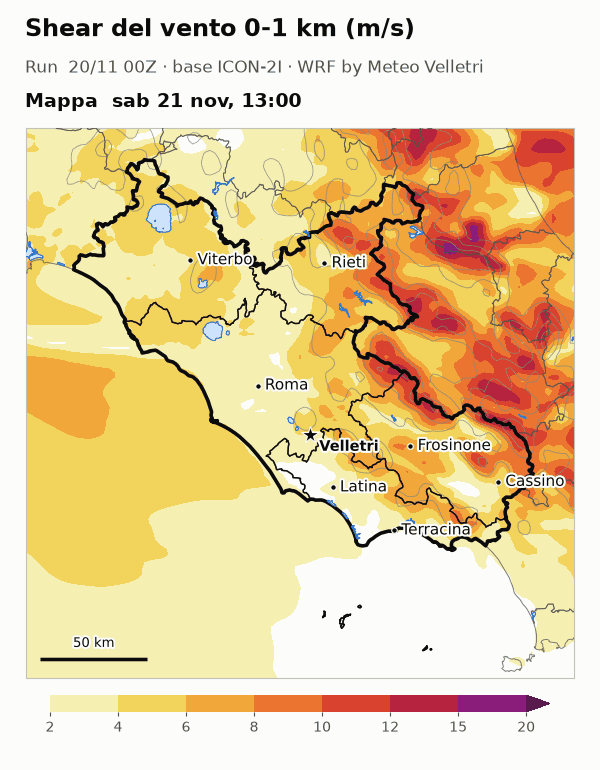 Shear del vento 0-1 km (m/s)
Run  20/11 00Z · base ICON-2I · WRF by Meteo Velletri
Mappa  sab 21 nov, 13:00
Viterbo
Rieti
Roma
Velletri
Frosinone
Latina
Cassino
Terracina
50 km
2 4 6 8 10 12 15 20